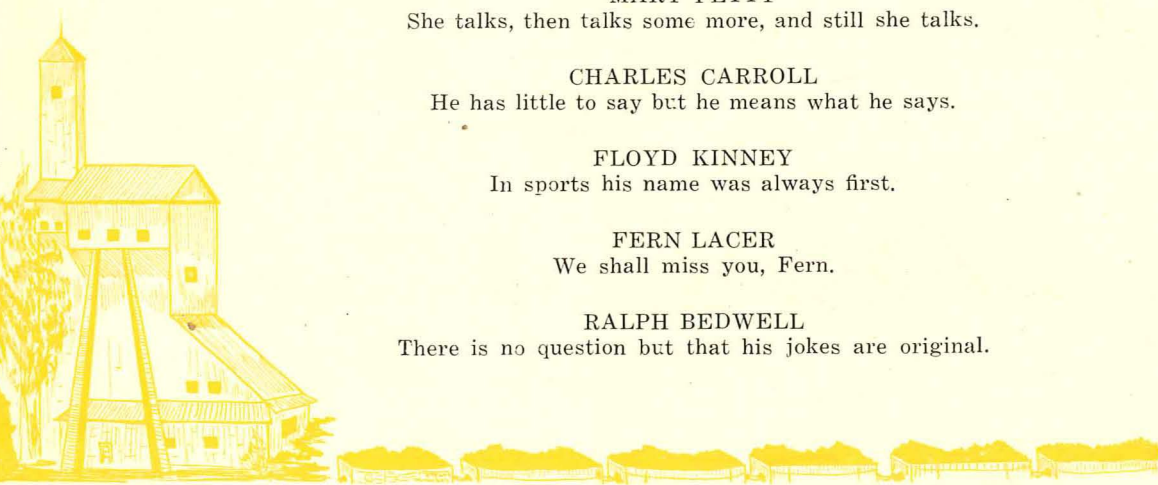 She talks, then talks some more, and still she talks.
CHARLES CARROLL
He has little to say but he means what he says.
FLOYD KINNEY
In sports his name was always first.
FERN LACER
We shall miss you, Fern.
RALPH BEDWELL
There is no question but that his jokes are original.